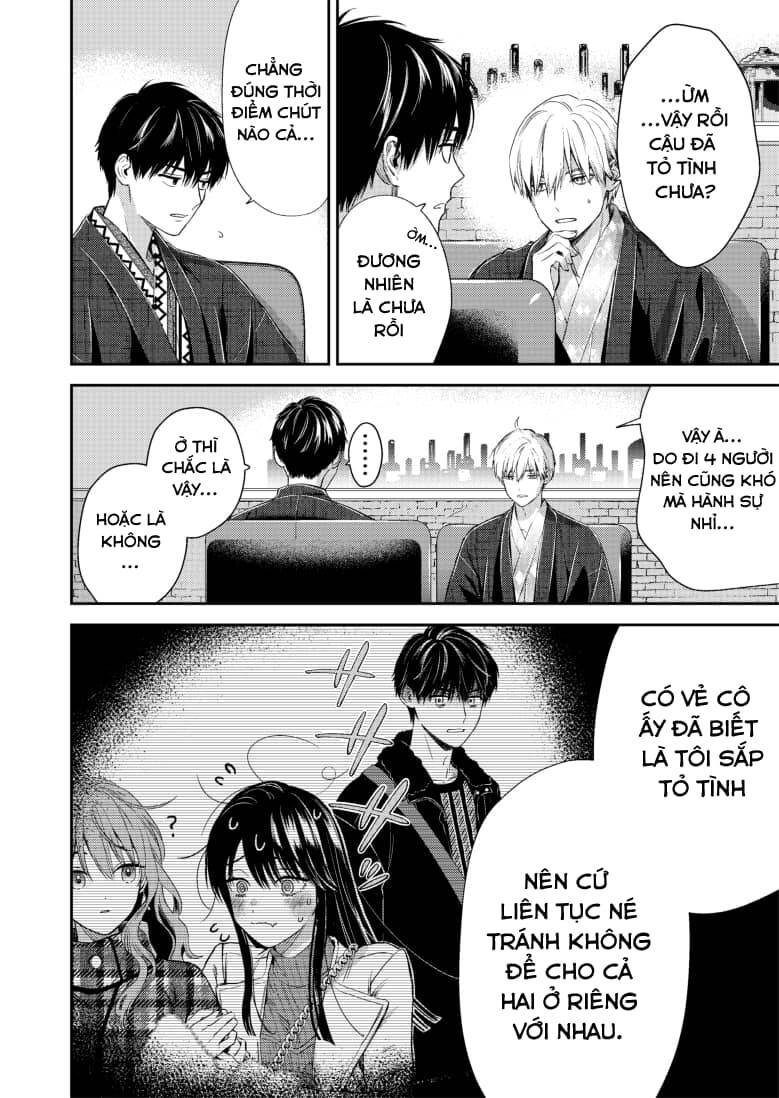 ...ỪM
...VẬY RỒI
CẬU ĐÃ
TỎ TÌNH
CHƯA?
ỜM...
ĐƯƠNG
NHIÊN
LÀ CHƯA
RỒI
CHẲNG
ĐÚNG THỜI
ĐIỂM CHÚT
NÀO CẢ...
VẬY À...
DO ĐI 4 NGƯỜI
NÊN CŨNG KHÓ
MÀ HÀNH SỰ
NHỈ...
Ở THÌ
CHẮC LÀ
VẬY...
HOẶC LÀ
KHÔNG
...
CÓ VẺ CÔ
ẤY ĐÃ BIẾT
LÀ TÔI SẮP
TỎ TÌNH
NÊN CỨ
LIÊN TỤC NÉ
TRÁNH KHÔNG
ĐỂ CHO CẢ
HAI Ở RIÊNG
VỚI NHAU.
?